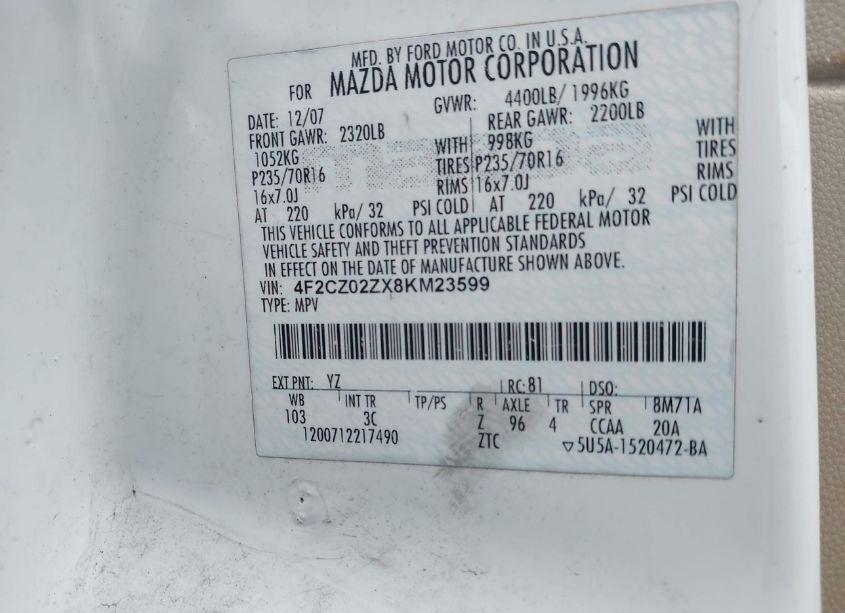 MFD. BY FORD MOTOR CO. IN U.S.A.
FOR MAZDA MOTOR CORPORATION
DATE: 12/07 GVWR: 4400LB/ 1996KG
FRONT GAWR: 2320LB REAR GAWR: 2200LB
1052KG WITH 998KG WITH
P235/70R16 TIRES P235/70R16 TIRES
16x7.0J RIMS 16x7.0J RIMS
AT 220 kPa/ 32 PSI COLD AT 220 kPa/ 32 PSI COLD
THIS VEHICLE CONFORMS TO ALL APPLICABLE FEDERAL MOTOR
VEHICLE SAFETY AND THEFT PREVENTION STANDARDS
IN EFFECT ON THE DATE OF MANUFACTURE SHOWN ABOVE.
VIN: 4F2CZ02ZX8KM23599
TYPE: MPV
EXT PNT: YZ RC: 81 DSO:
WB INT TR TP/PS R AXLE TR SPR 8M71A
103 3C Z 96 4 CCAA 20A
1200712217490 ZTC ▽5U5A-1520472-BA